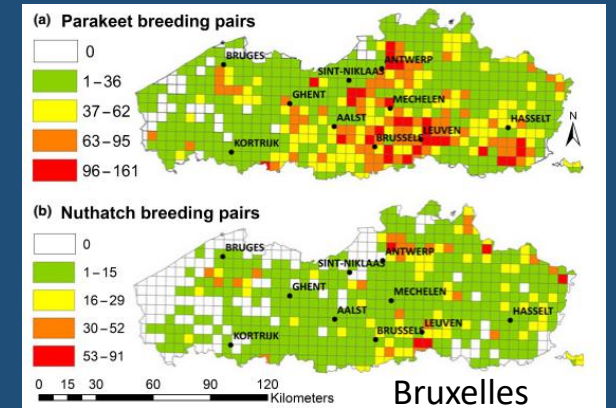 (a) Parakeet breeding pairs
0
1–36
37–62
63–95
96–161
BRUGES
ANTWERP
SINT-NIKLAAS
GHENT
MECHELEN
AALST
HASSELT
BRUSSELS
LEUVEN
KORTRIJK
N
(b) Nuthatch breeding pairs
0
1–15
16–29
30–52
53–91
BRUGES
ANTWERP
SINT-NIKLAAS
GHENT
MECHELEN
AALST
HASSELT
BRUSSELS
LEUVEN
KORTRIJK
0 15 30 60 90 120
Kilometers
Bruxelles